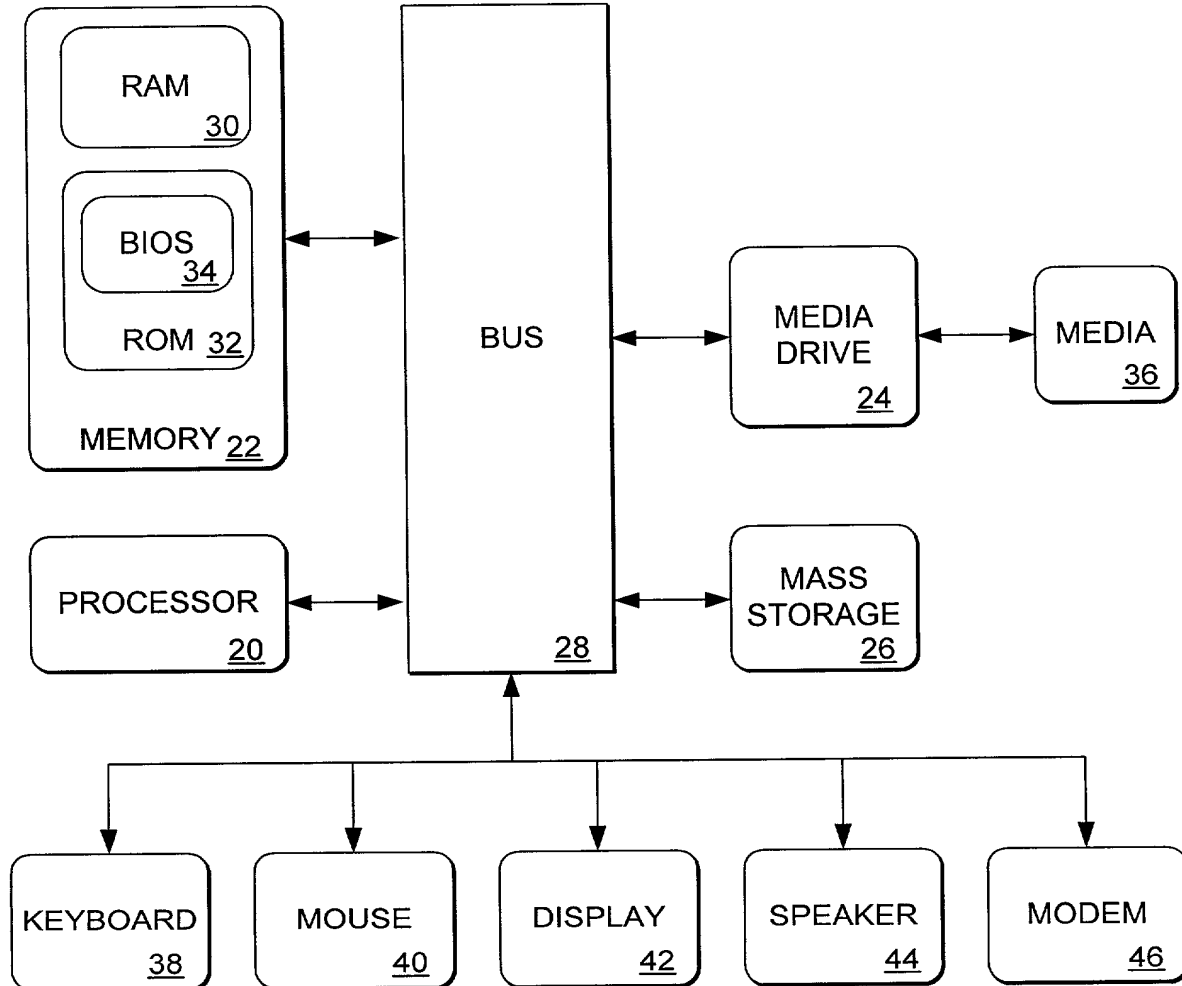 RAM
30
BIOS
34
ROM 32
MEMORY 22
BUS
28
PROCESSOR
20
MEDIA
DRIVE
24
MEDIA
36
MASS
STORAGE
26
KEYBOARD
38
MOUSE
40
DISPLAY
42
SPEAKER
44
MODEM
46